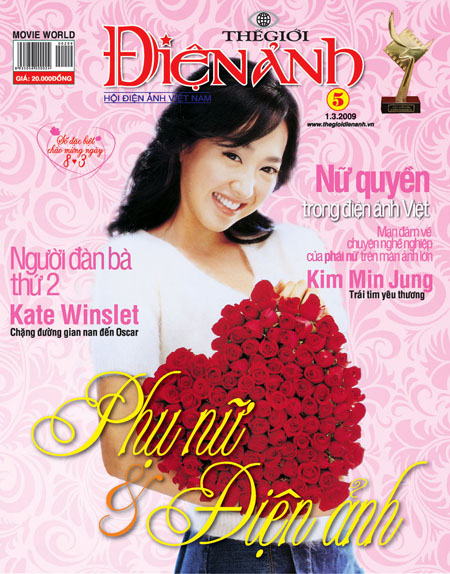 MOVIE WORLD
GIÁ: 20.000ĐỒNG
THẾ GIỚI
ĐIỆN ẢNH
HỘI ĐIỆN ẢNH VIỆT NAM
5
1.3.2009
www.thegioidienanh.vn
Số đặc biệt
chào mừng ngày
8♥3
Nữ quyền
trong điện ảnh Việt
Mạn đàm về
chuyện nghề nghiệp
của phái nữ trên màn ảnh lớn
Kim Min Jung
Trái tim yêu thương
Người đàn bà
thứ 2
Kate Winslet
Chặng đường gian nan đến Oscar
Phụ nữ
& Điện ảnh